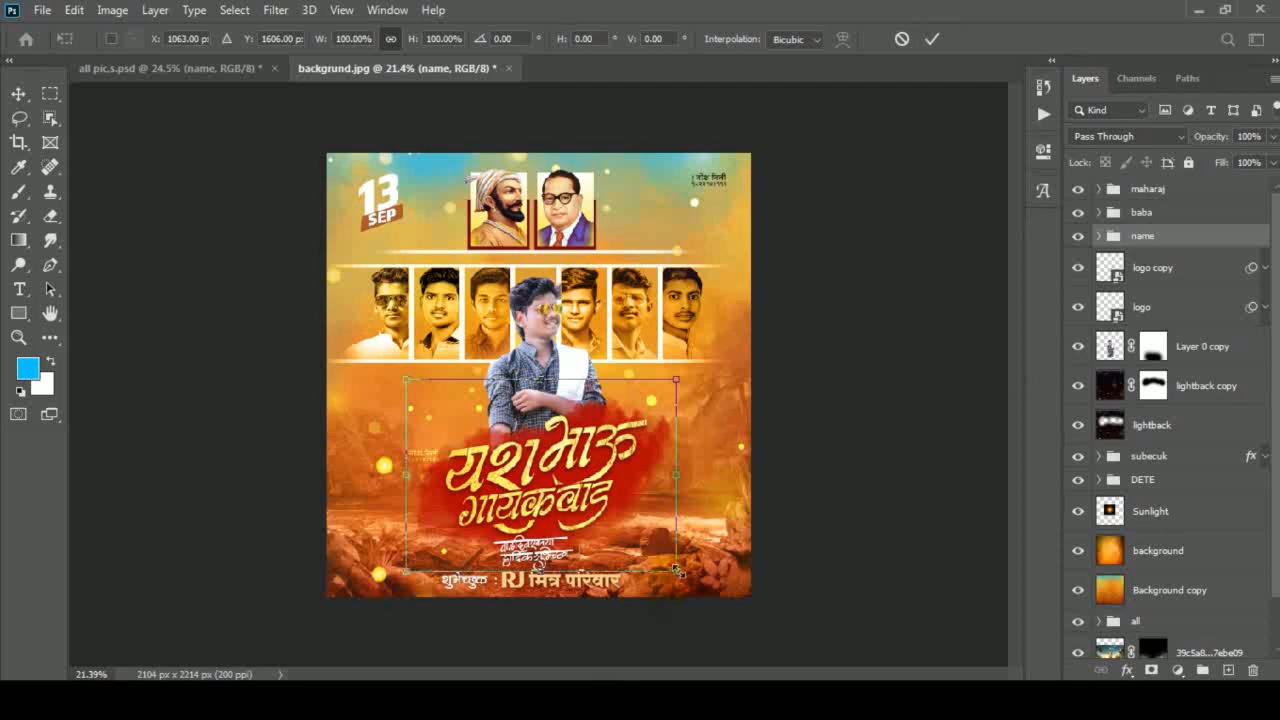 File Edit Image Layer Type Select Filter 3D View Window Help
X: 1063.00 p: Y: 1606.00 p: W: 100.00% H: 100.00% 0.00 ° H: 0.00 ° V: 0.00 ° Interpolation: Bicubic
all pic,s.psd @ 24.5% (name, RGB/8) * × backgrund.jpg @ 21.4% (name, RGB/8) * ×
Layers Channels Paths
Kind
Pass Through Opacity: 100%
Lock: Fill: 100%
maharaj
baba
name
logo copy
logo
Layer 0 copy
lightback copy
lightback
subecuk fx
DETE
Sunlight
background
Background copy
all
39c5a8...7ebe09
13
SEP
यश भाऊ
गायकवाड
वाढदिवसाच्या
हार्दिक शुभेच्छा
शुभेच्छुक : RJ मित्र परिवार
21.39% 2104 px x 2214 px (200 ppi)